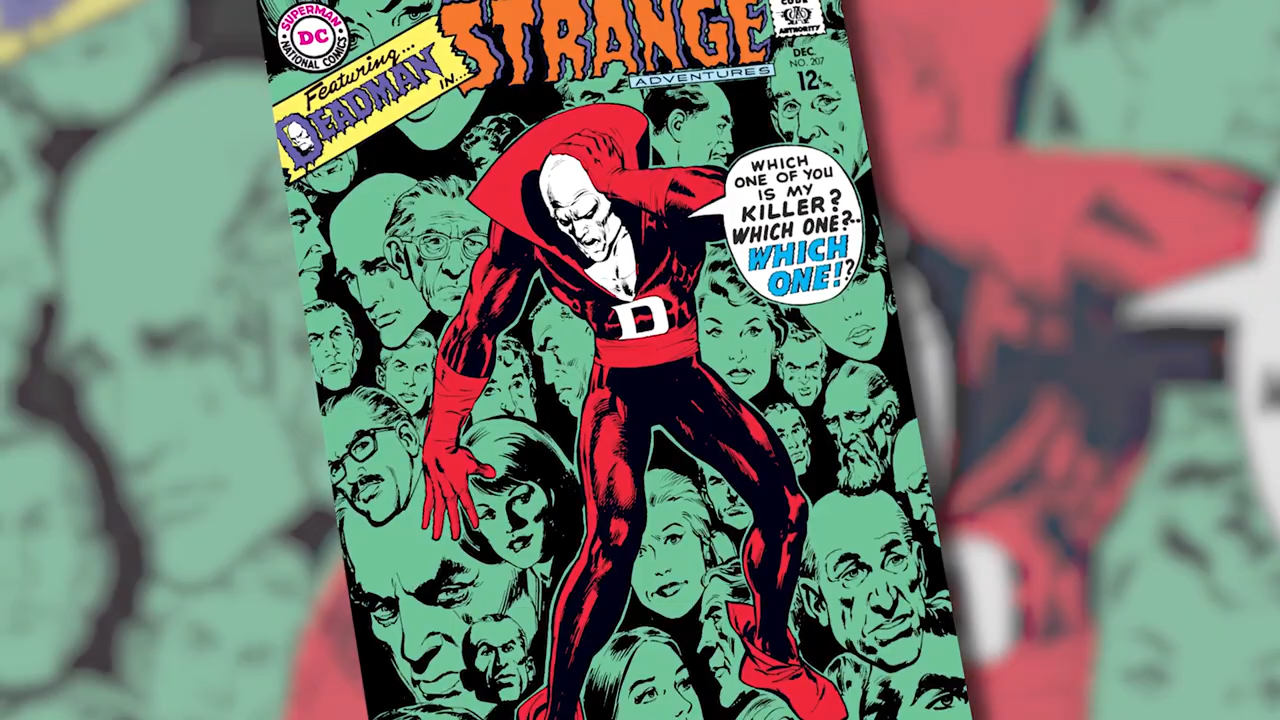 SUPERMAN
DC
NATIONAL COMICS
Featuring...
DEADMAN
IN...
STRANGE
ADVENTURES
CODE
AUTHORITY
DEC.
NO. 207
12¢
WHICH
ONE OF YOU
IS MY
KILLER?
WHICH ONE?..
WHICH
ONE!?
D